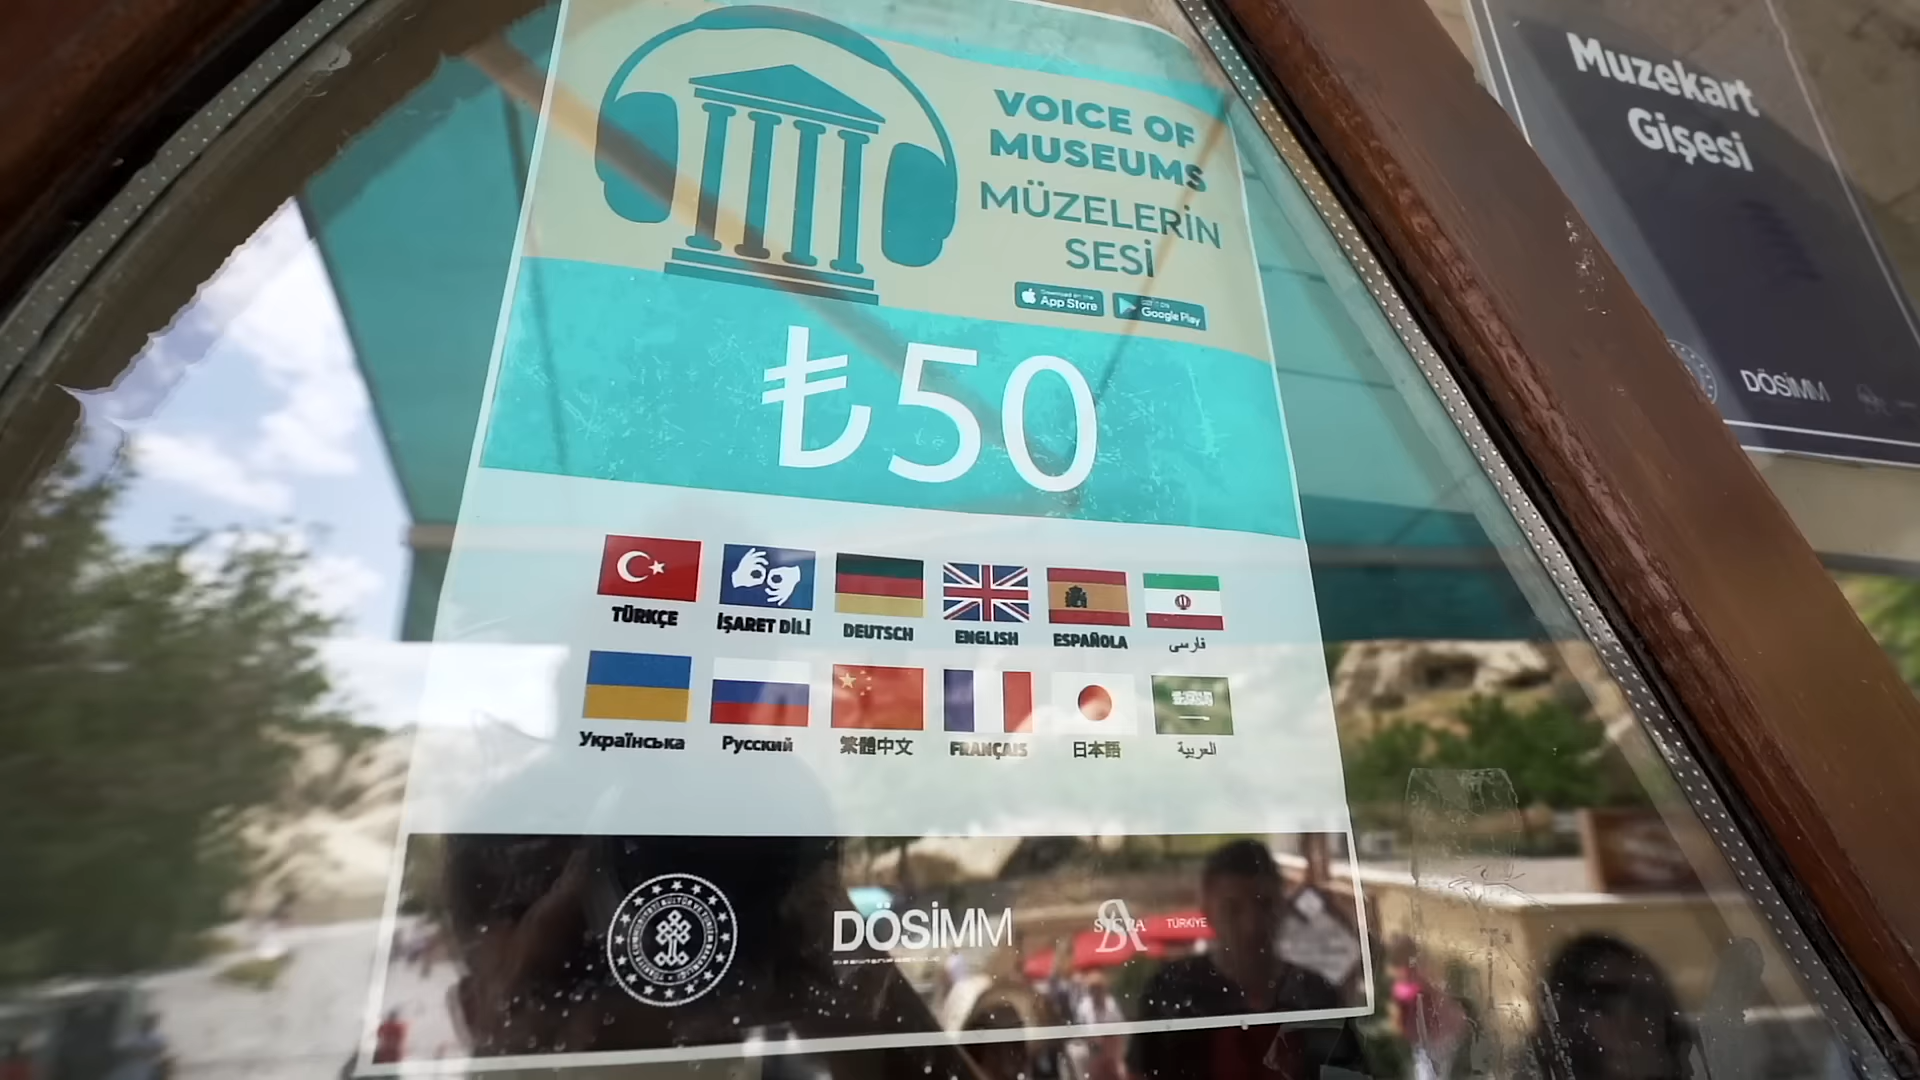 VOICE OF
MUSEUMS
MÜZELERİN
SESİ
App Store
Google Play
₺50
TÜRKÇE İŞARET DİLİ DEUTSCH ENGLISH ESPAÑOLA فارسی
Українська Русский 繁體中文 FRANÇAIS 日本語 العربية
DÖSİMM
TÜRKİYE
Muzekart
Gişesi
DÖSİMM